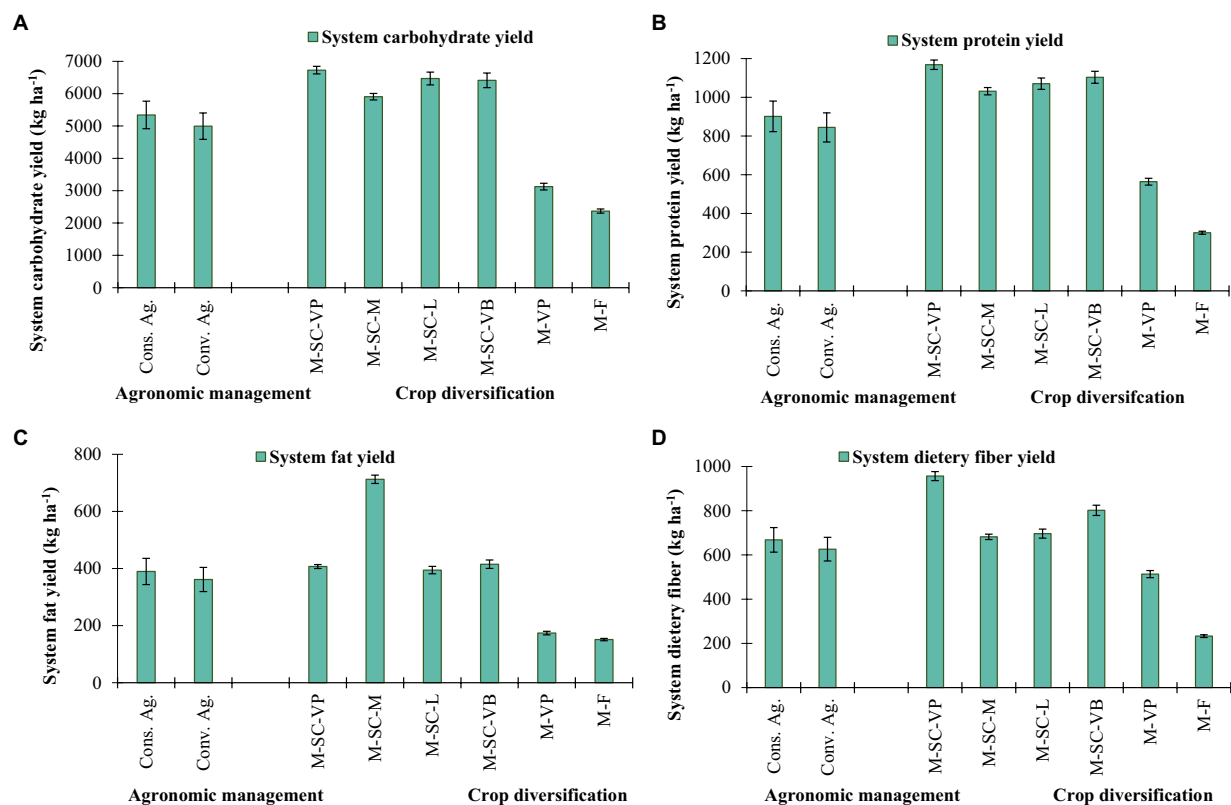 A
System carbohydrate yield
System carbohydrate yield (kg ha⁻¹)
7000
6000
5000
4000
3000
2000
1000
0
Cons. Ag.
Conv. Ag.
M-SC-VP
M-SC-M
M-SC-L
M-SC-VB
M-VP
M-F
Agronomic management
Crop diversification
B
System protein yield
System protein yield (kg ha⁻¹)
1200
1000
800
600
400
200
0
Cons. Ag.
Conv. Ag.
M-SC-VP
M-SC-M
M-SC-L
M-SC-VB
M-VP
M-F
Agronomic management
Crop diversifcation
C
System fat yield
System fat yield (kg ha⁻¹)
800
600
400
200
0
Cons. Ag.
Conv. Ag.
M-SC-VP
M-SC-M
M-SC-L
M-SC-VB
M-VP
M-F
Agronomic management
Crop diversification
D
System dietery fiber yield
System dietery fiber (kg ha⁻¹)
1000
800
600
400
200
0
Cons. Ag.
Conv. Ag.
M-SC-VP
M-SC-M
M-SC-L
M-SC-VB
M-VP
M-F
Agronomic management
Crop diversification